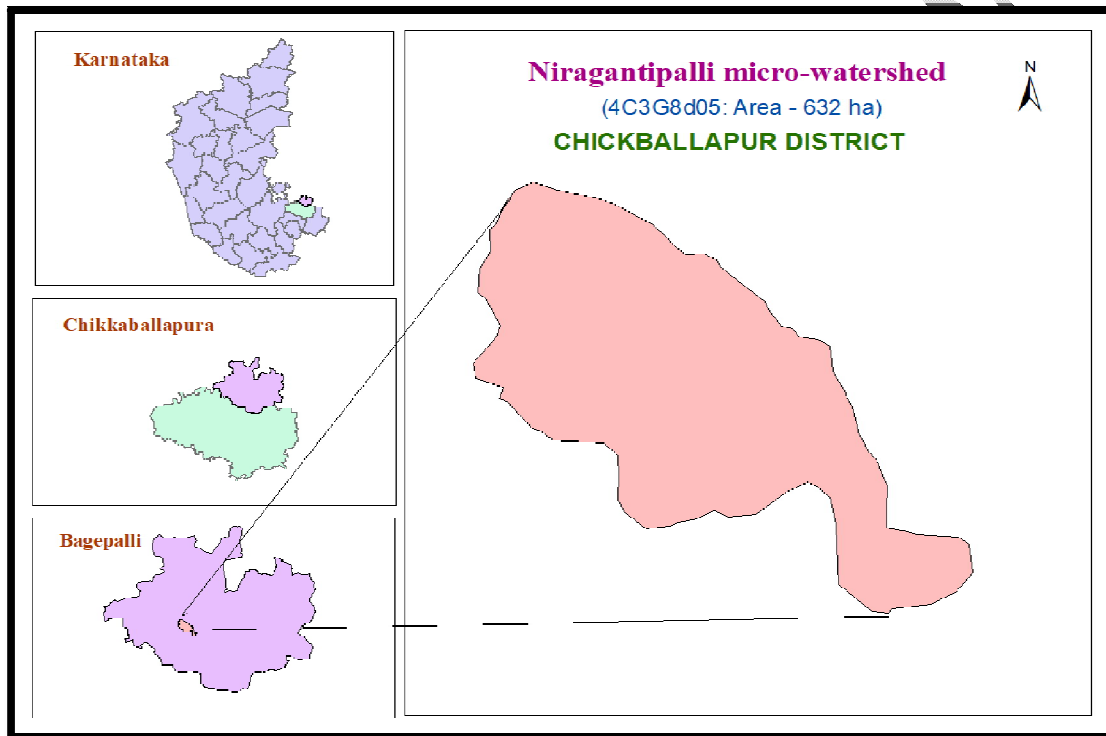 Karnataka
Niragantipalli micro-watershed
(4C3G8d05: Area - 632 ha)
CHICKBALLAPUR DISTRICT
N
Chikkaballapura
Bagepalli